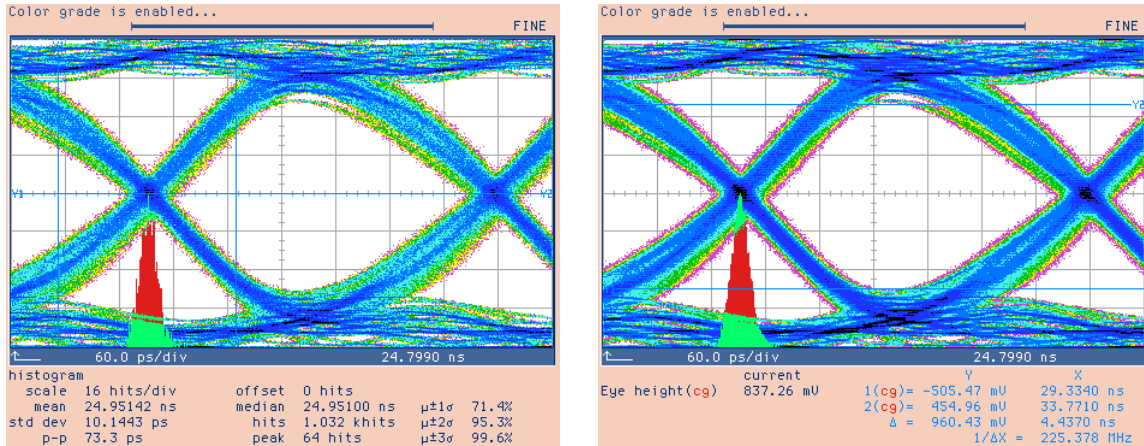 Color grade is enabled...
FINE
Y1
Y2
60.0 ps/div 24.7990 ns
histogram
scale 16 hits/div offset 0 hits
mean 24.95142 ns median 24.95100 ns µ±1σ 71.4%
std dev 10.1443 ps hits 1.032 khits µ±2σ 95.3%
p-p 73.3 ps peak 64 hits µ±3σ 99.6%
Color grade is enabled...
FINE
Y2
60.0 ps/div 24.7990 ns
current Y X
Eye height(cg) 837.26 mV 1(cg)= -505.47 mV 29.3340 ns
2(cg)= 454.96 mV 33.7710 ns
Δ = 960.43 mV 4.4370 ns
1/ΔX = 225.378 MHz